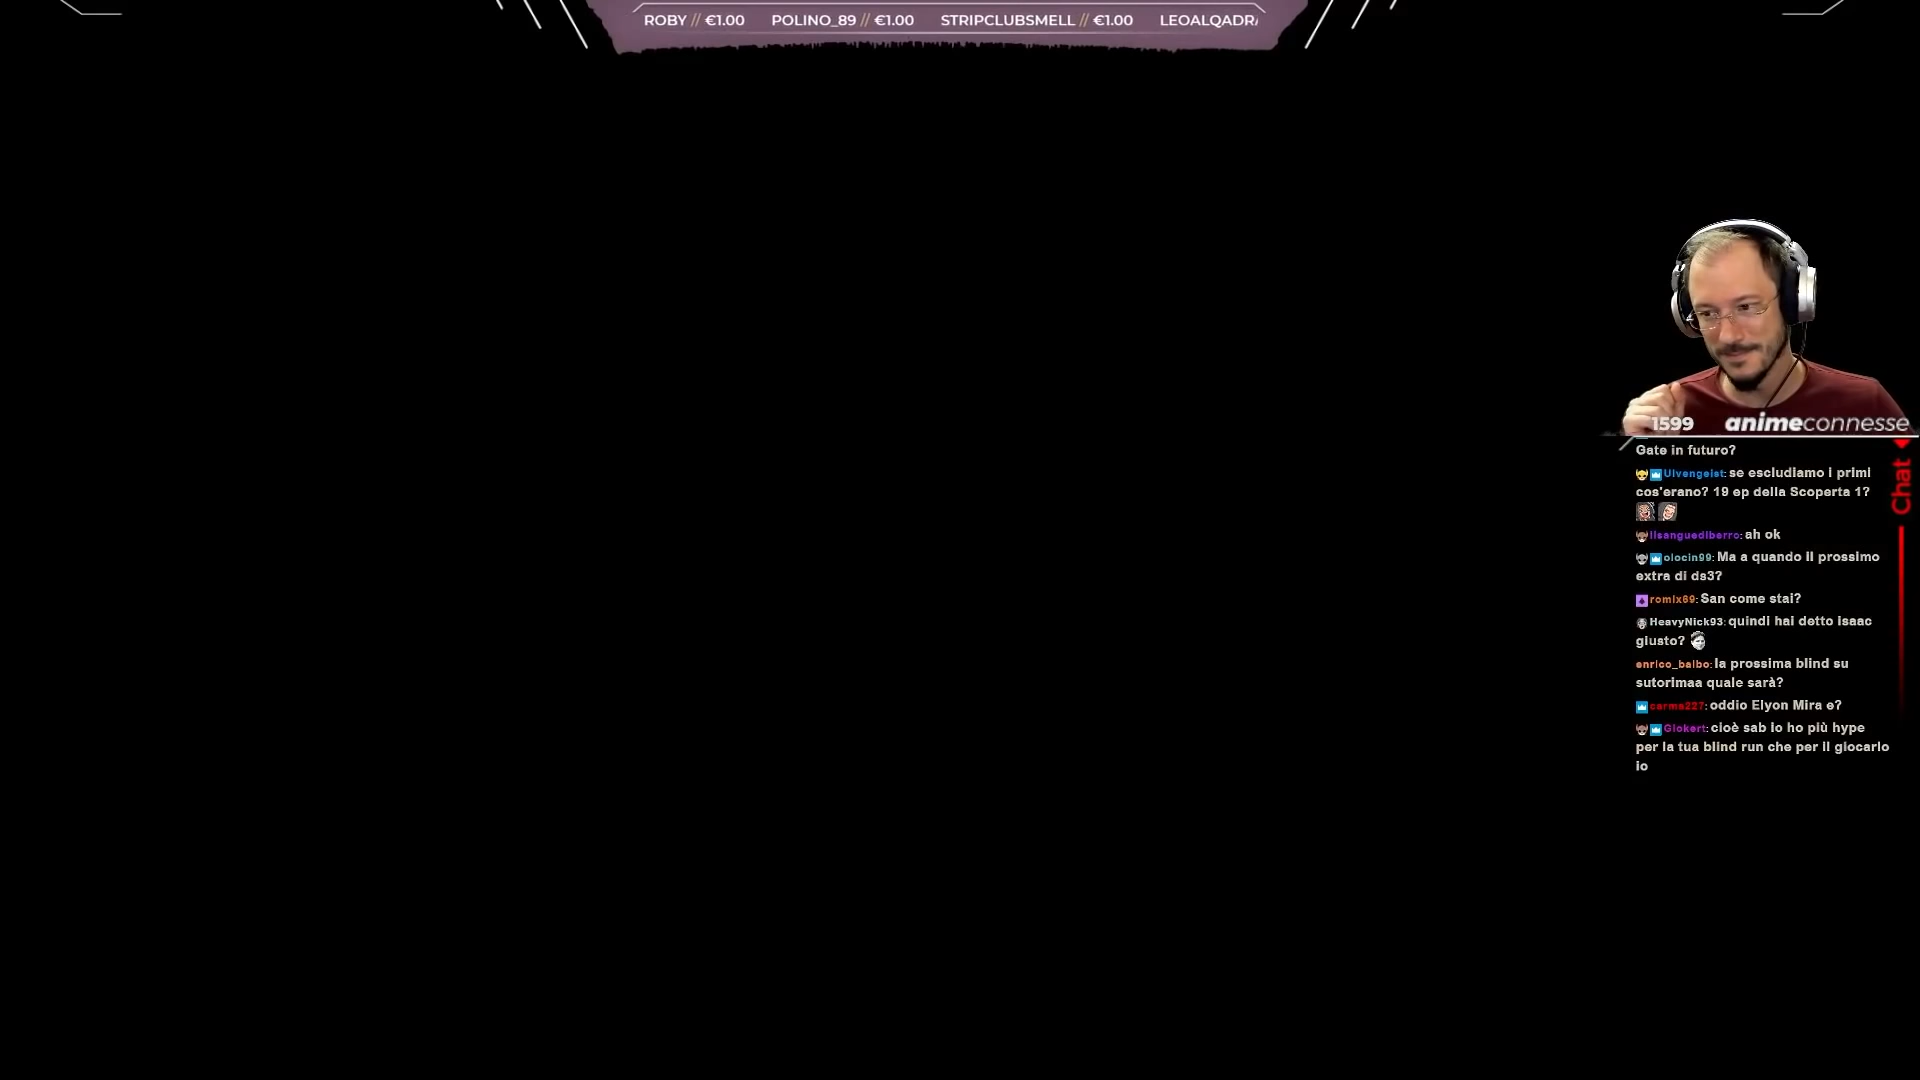 ROBY // €1.00 POLINO_89 // €1.00 STRIPCLUBSMELL // €1.00 LEOALQADR
1599 animeconnesse
Chat
Gate in futuro?
Ulvengeist: se escludiamo i primi
cos'erano? 19 ep della Scoperta 1?
ilsanguediberro: ah ok
olocin99: Ma a quando il prossimo
extra di ds3?
romix69: San come stai?
HeavyNick93: quindi hai detto isaac
giusto?
enrico_balbo: la prossima blind su
sutorimaa quale sarà?
carma227: oddio Elyon Mira e?
Glokert: cioè sab io ho più hype
per la tua blind run che per il giocarlo
io